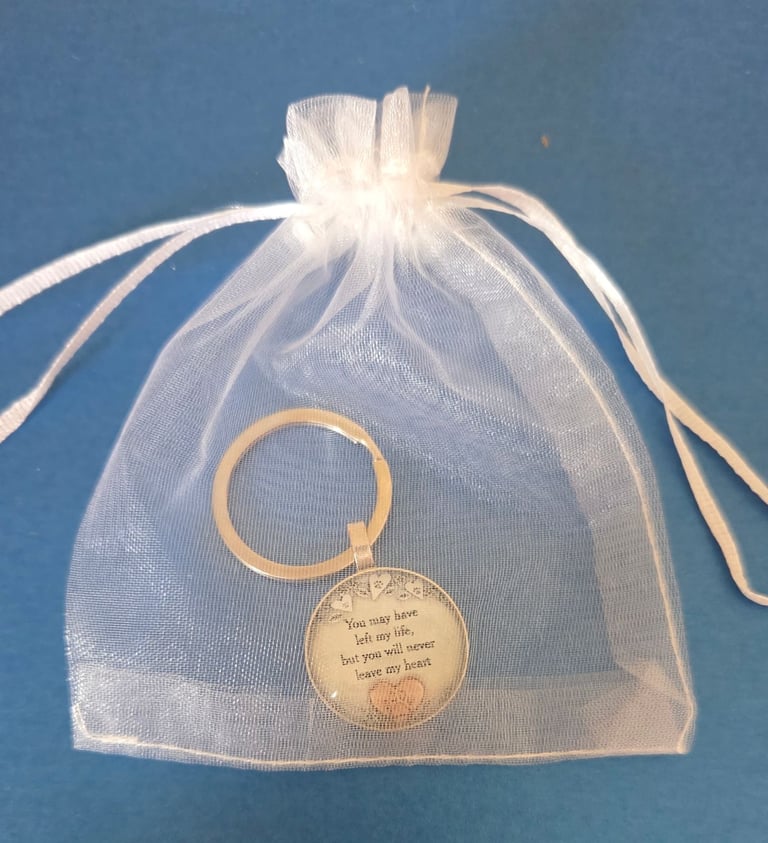 You may have
left my life,
but you will never
leave my heart